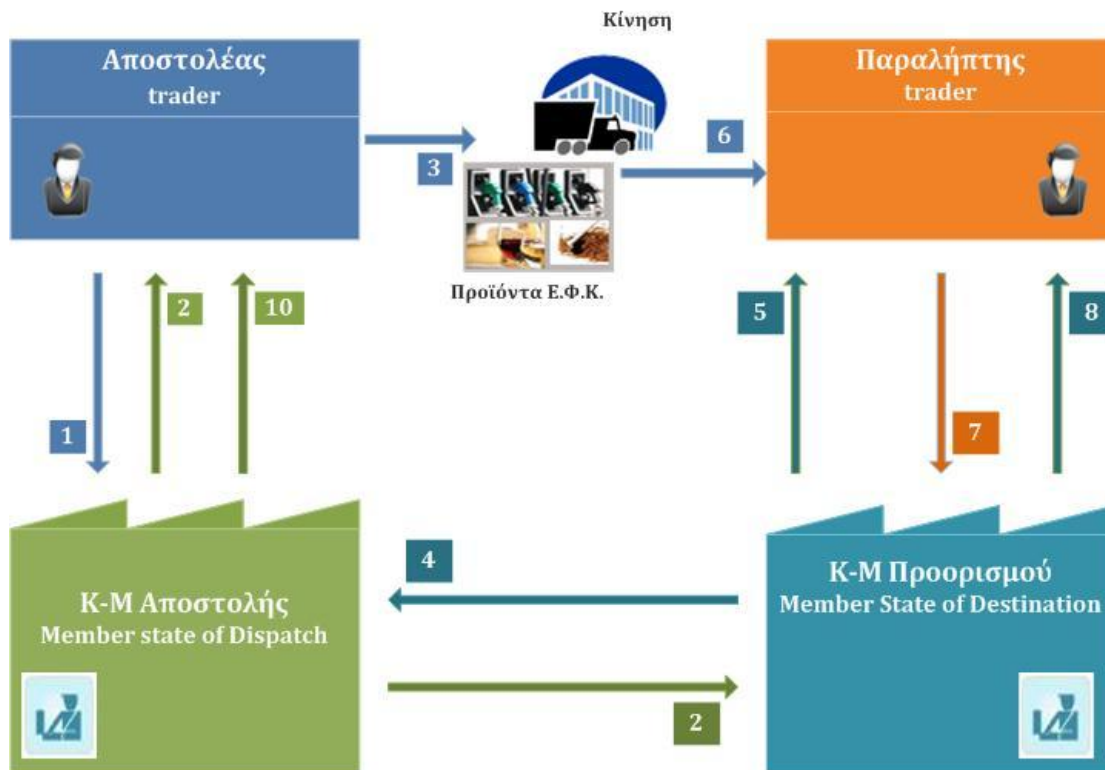 Κίνηση
Αποστολέας
trader
Παραλήπτης
trader
3
6
Προϊόντα Ε.Φ.Κ.
2
10
5
8
1
7
4
Κ-Μ Αποστολής
Member state of Dispatch
Κ-Μ Προορισμού
Member State of Destination
2